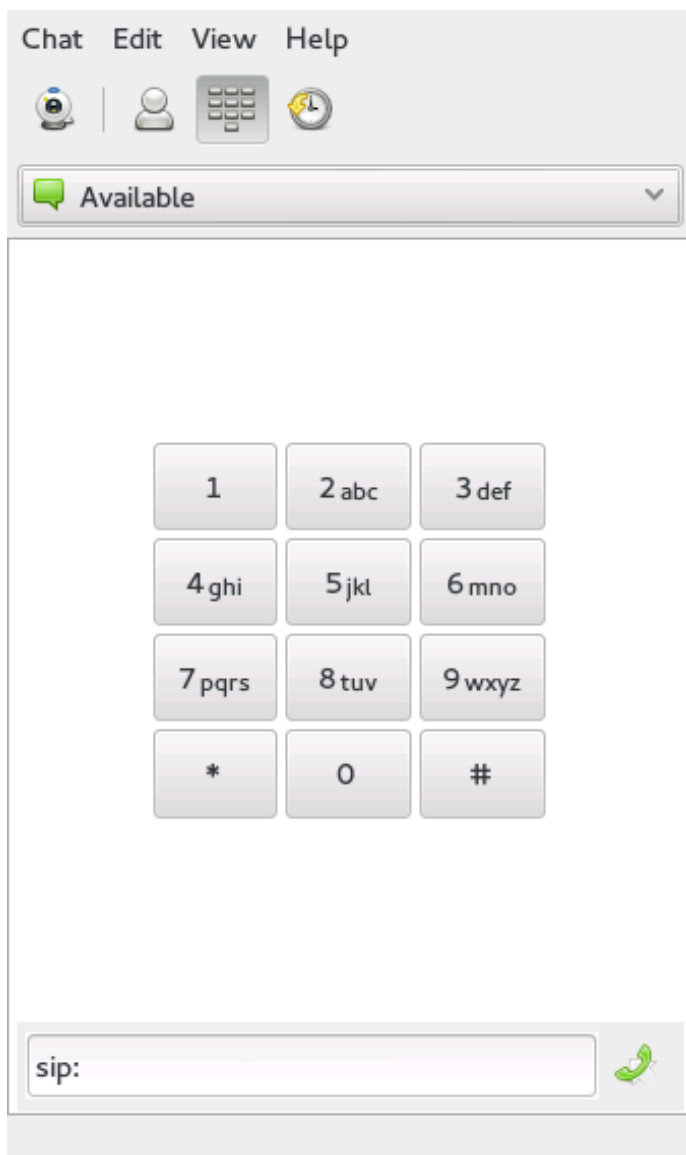 Chat Edit View Help
Available
1 2 abc 3 def
4 ghi 5 jkl 6 mno
7 pqrs 8 tuv 9 wxyz
* 0 #
sip: